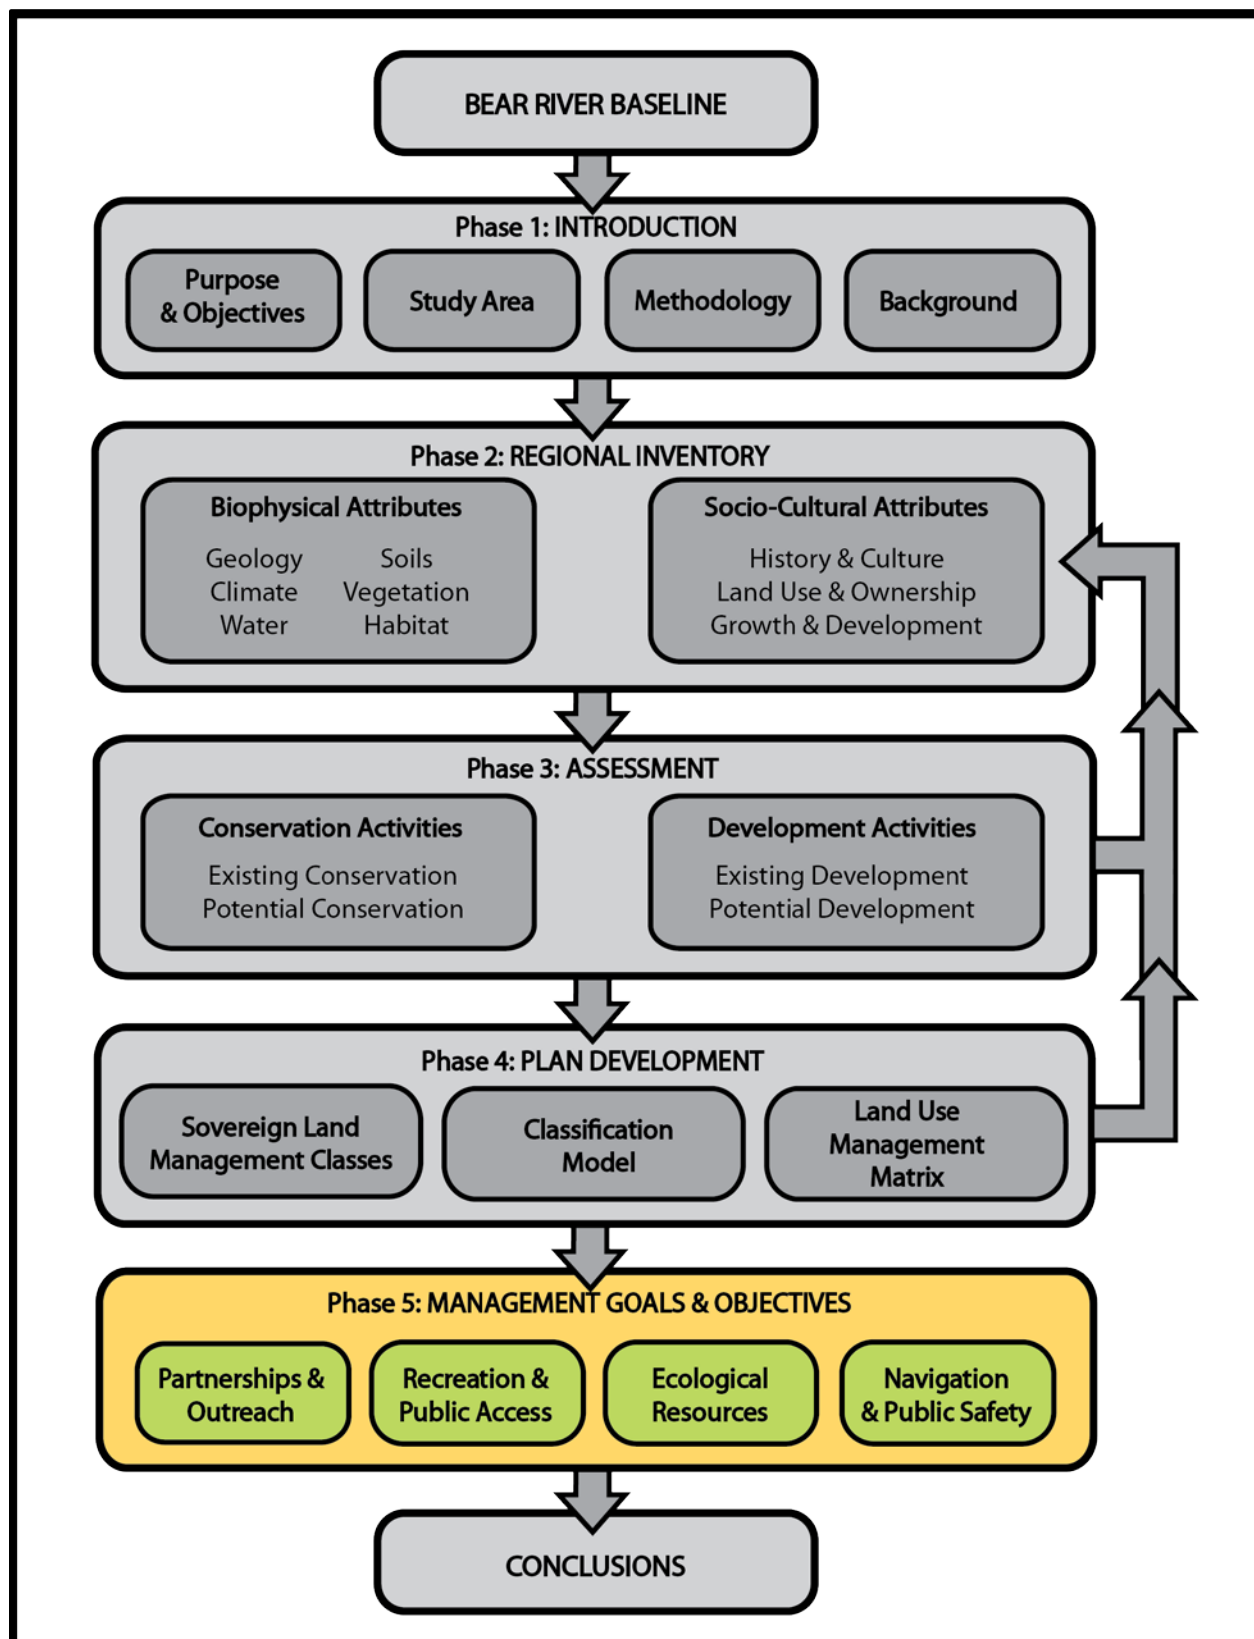 BEAR RIVER BASELINE
Phase 1: INTRODUCTION
Purpose
& Objectives
Study Area
Methodology
Background
Phase 2: REGIONAL INVENTORY
Biophysical Attributes
Geology
Climate
Water
Soils
Vegetation
Habitat
Socio-Cultural Attributes
History & Culture
Land Use & Ownership
Growth & Development
Phase 3: ASSESSMENT
Conservation Activities
Existing Conservation
Potential Conservation
Development Activities
Existing Development
Potential Development
Phase 4: PLAN DEVELOPMENT
Sovereign Land
Management Classes
Classification
Model
Land Use
Management
Matrix
Phase 5: MANAGEMENT GOALS & OBJECTIVES
Partnerships &
Outreach
Recreation &
Public Access
Ecological
Resources
Navigation
& Public Safety
CONCLUSIONS